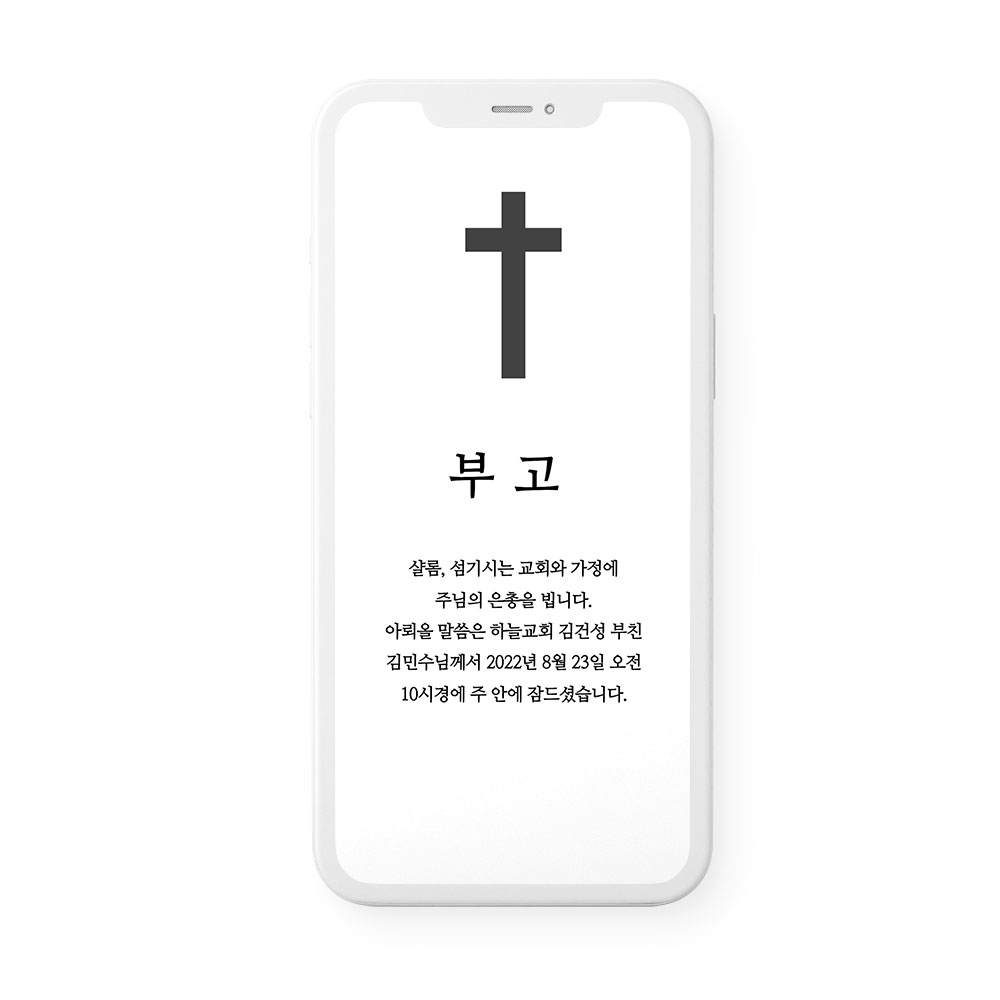 부 고
샬롬, 섬기시는 교회와 가정에
주님의 은총을 빕니다.
아뢰올 말씀은 하늘교회 김건성 부친
김민수님께서 2022년 8월 23일 오전
10시경에 주 안에 잠드셨습니다.